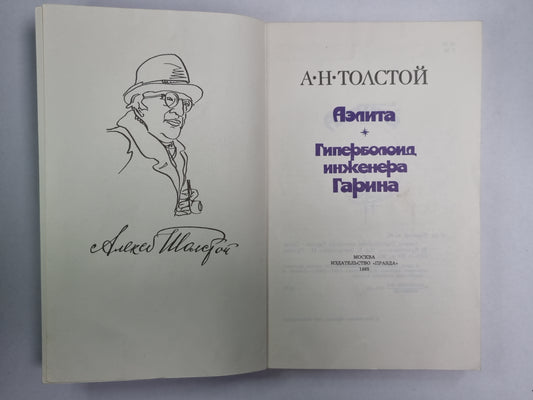 Алексей Толстой
А·Н·ТОЛСТОЙ
Аэлита
Гиперболоид
инженера
Гарина
МОСКВА
ИЗДАТЕЛЬСТВО «ПРАВДА»